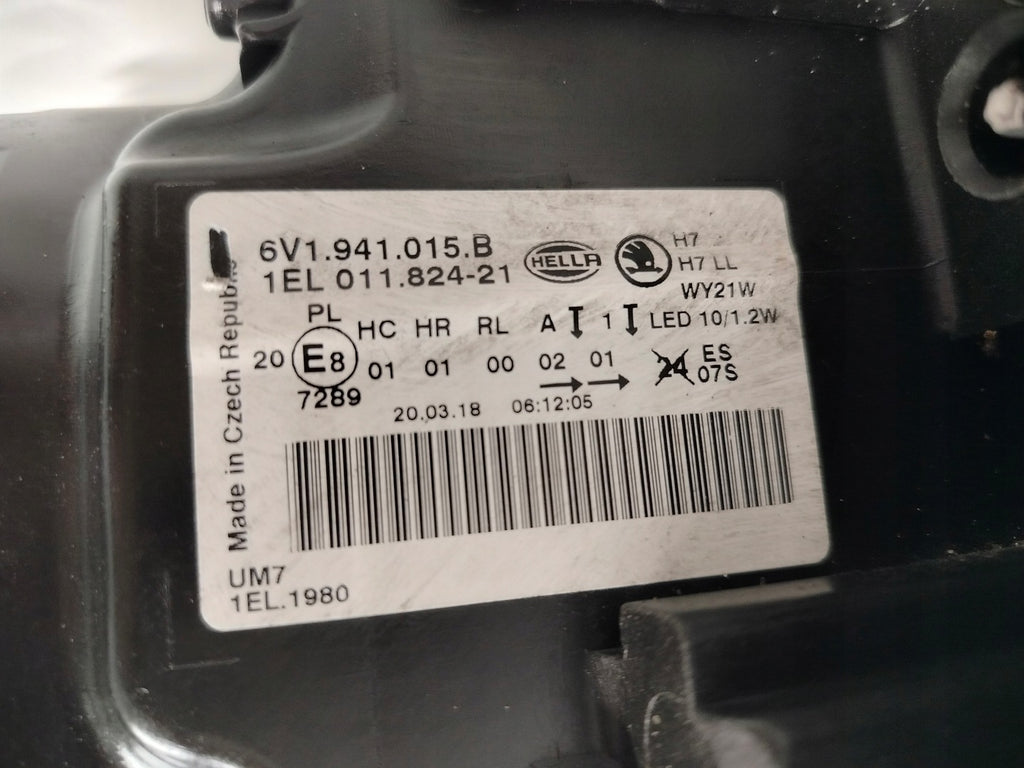 6V1.941.015.B
1EL 011.824-21
HELLA
H7
H7 LL
WY21W
PL
HC HR RL A 1 LED 10/1.2W
20 E8 01 01 00 02 01 24 ES
07S
7289
20.03.18 06:12:05
Made in Czech Republic
UM7
1EL.1980